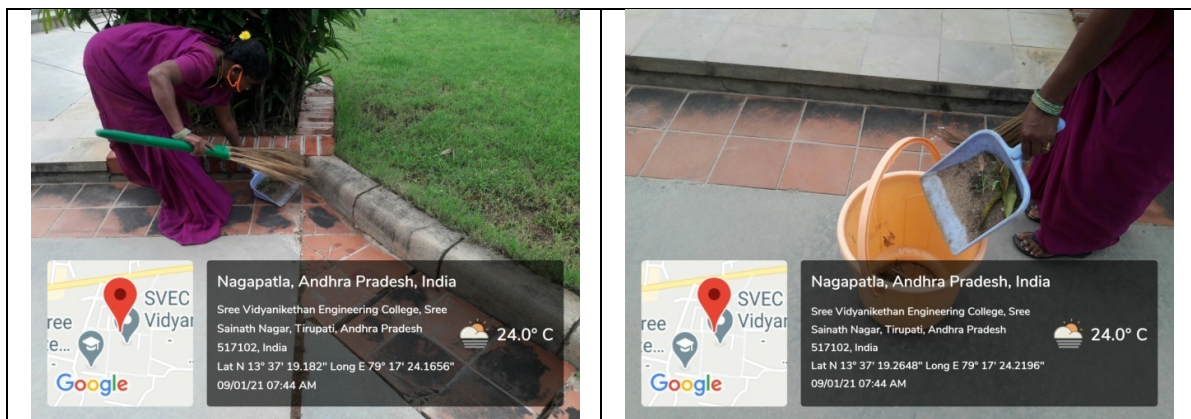 SVEC
Vidyar
ree
e...
Google
Nagapatla, Andhra Pradesh, India
Sree Vidyanikethan Engineering College, Sree
Sainath Nagar, Tirupati, Andhra Pradesh
517102, India
Lat N 13° 37' 19.182" Long E 79° 17' 24.1656"
09/01/21 07:44 AM
24.0° C
SVEC
Vidyar
ree
e...
Google
Nagapatla, Andhra Pradesh, India
Sree Vidyanikethan Engineering College, Sree
Sainath Nagar, Tirupati, Andhra Pradesh
517102, India
Lat N 13° 37' 19.2648" Long E 79° 17' 24.2196"
09/01/21 07:44 AM
24.0° C